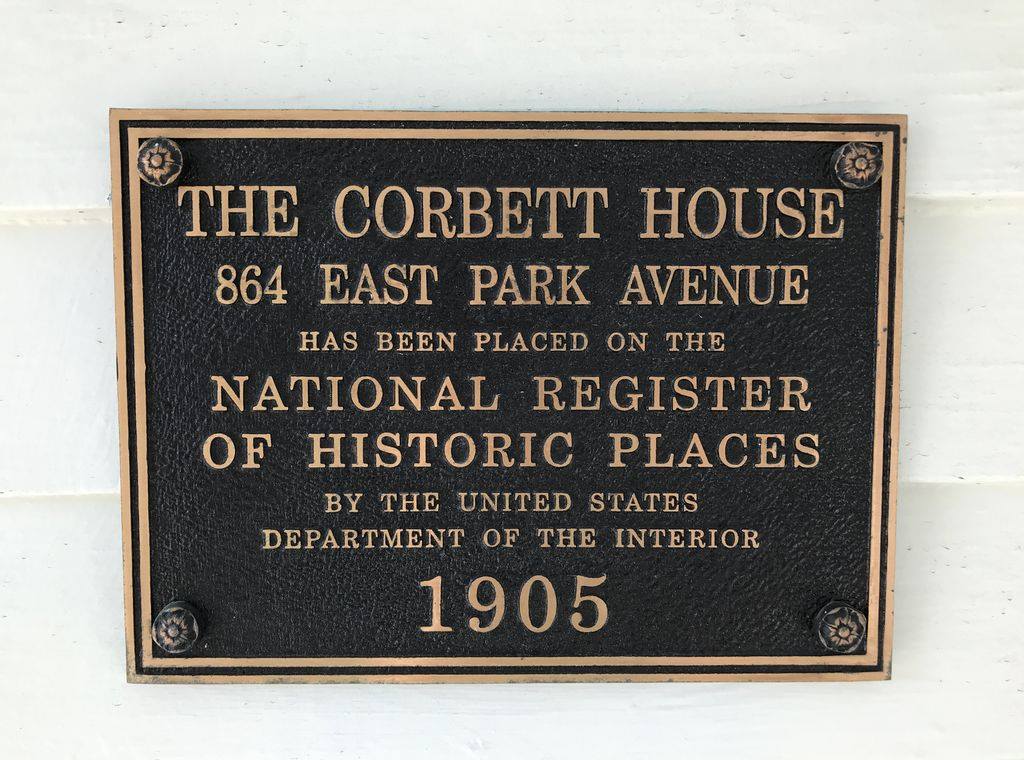 THE CORBETT HOUSE
864 EAST PARK AVENUE
HAS BEEN PLACED ON THE
NATIONAL REGISTER
OF HISTORIC PLACES
BY THE UNITED STATES
DEPARTMENT OF THE INTERIOR
1905